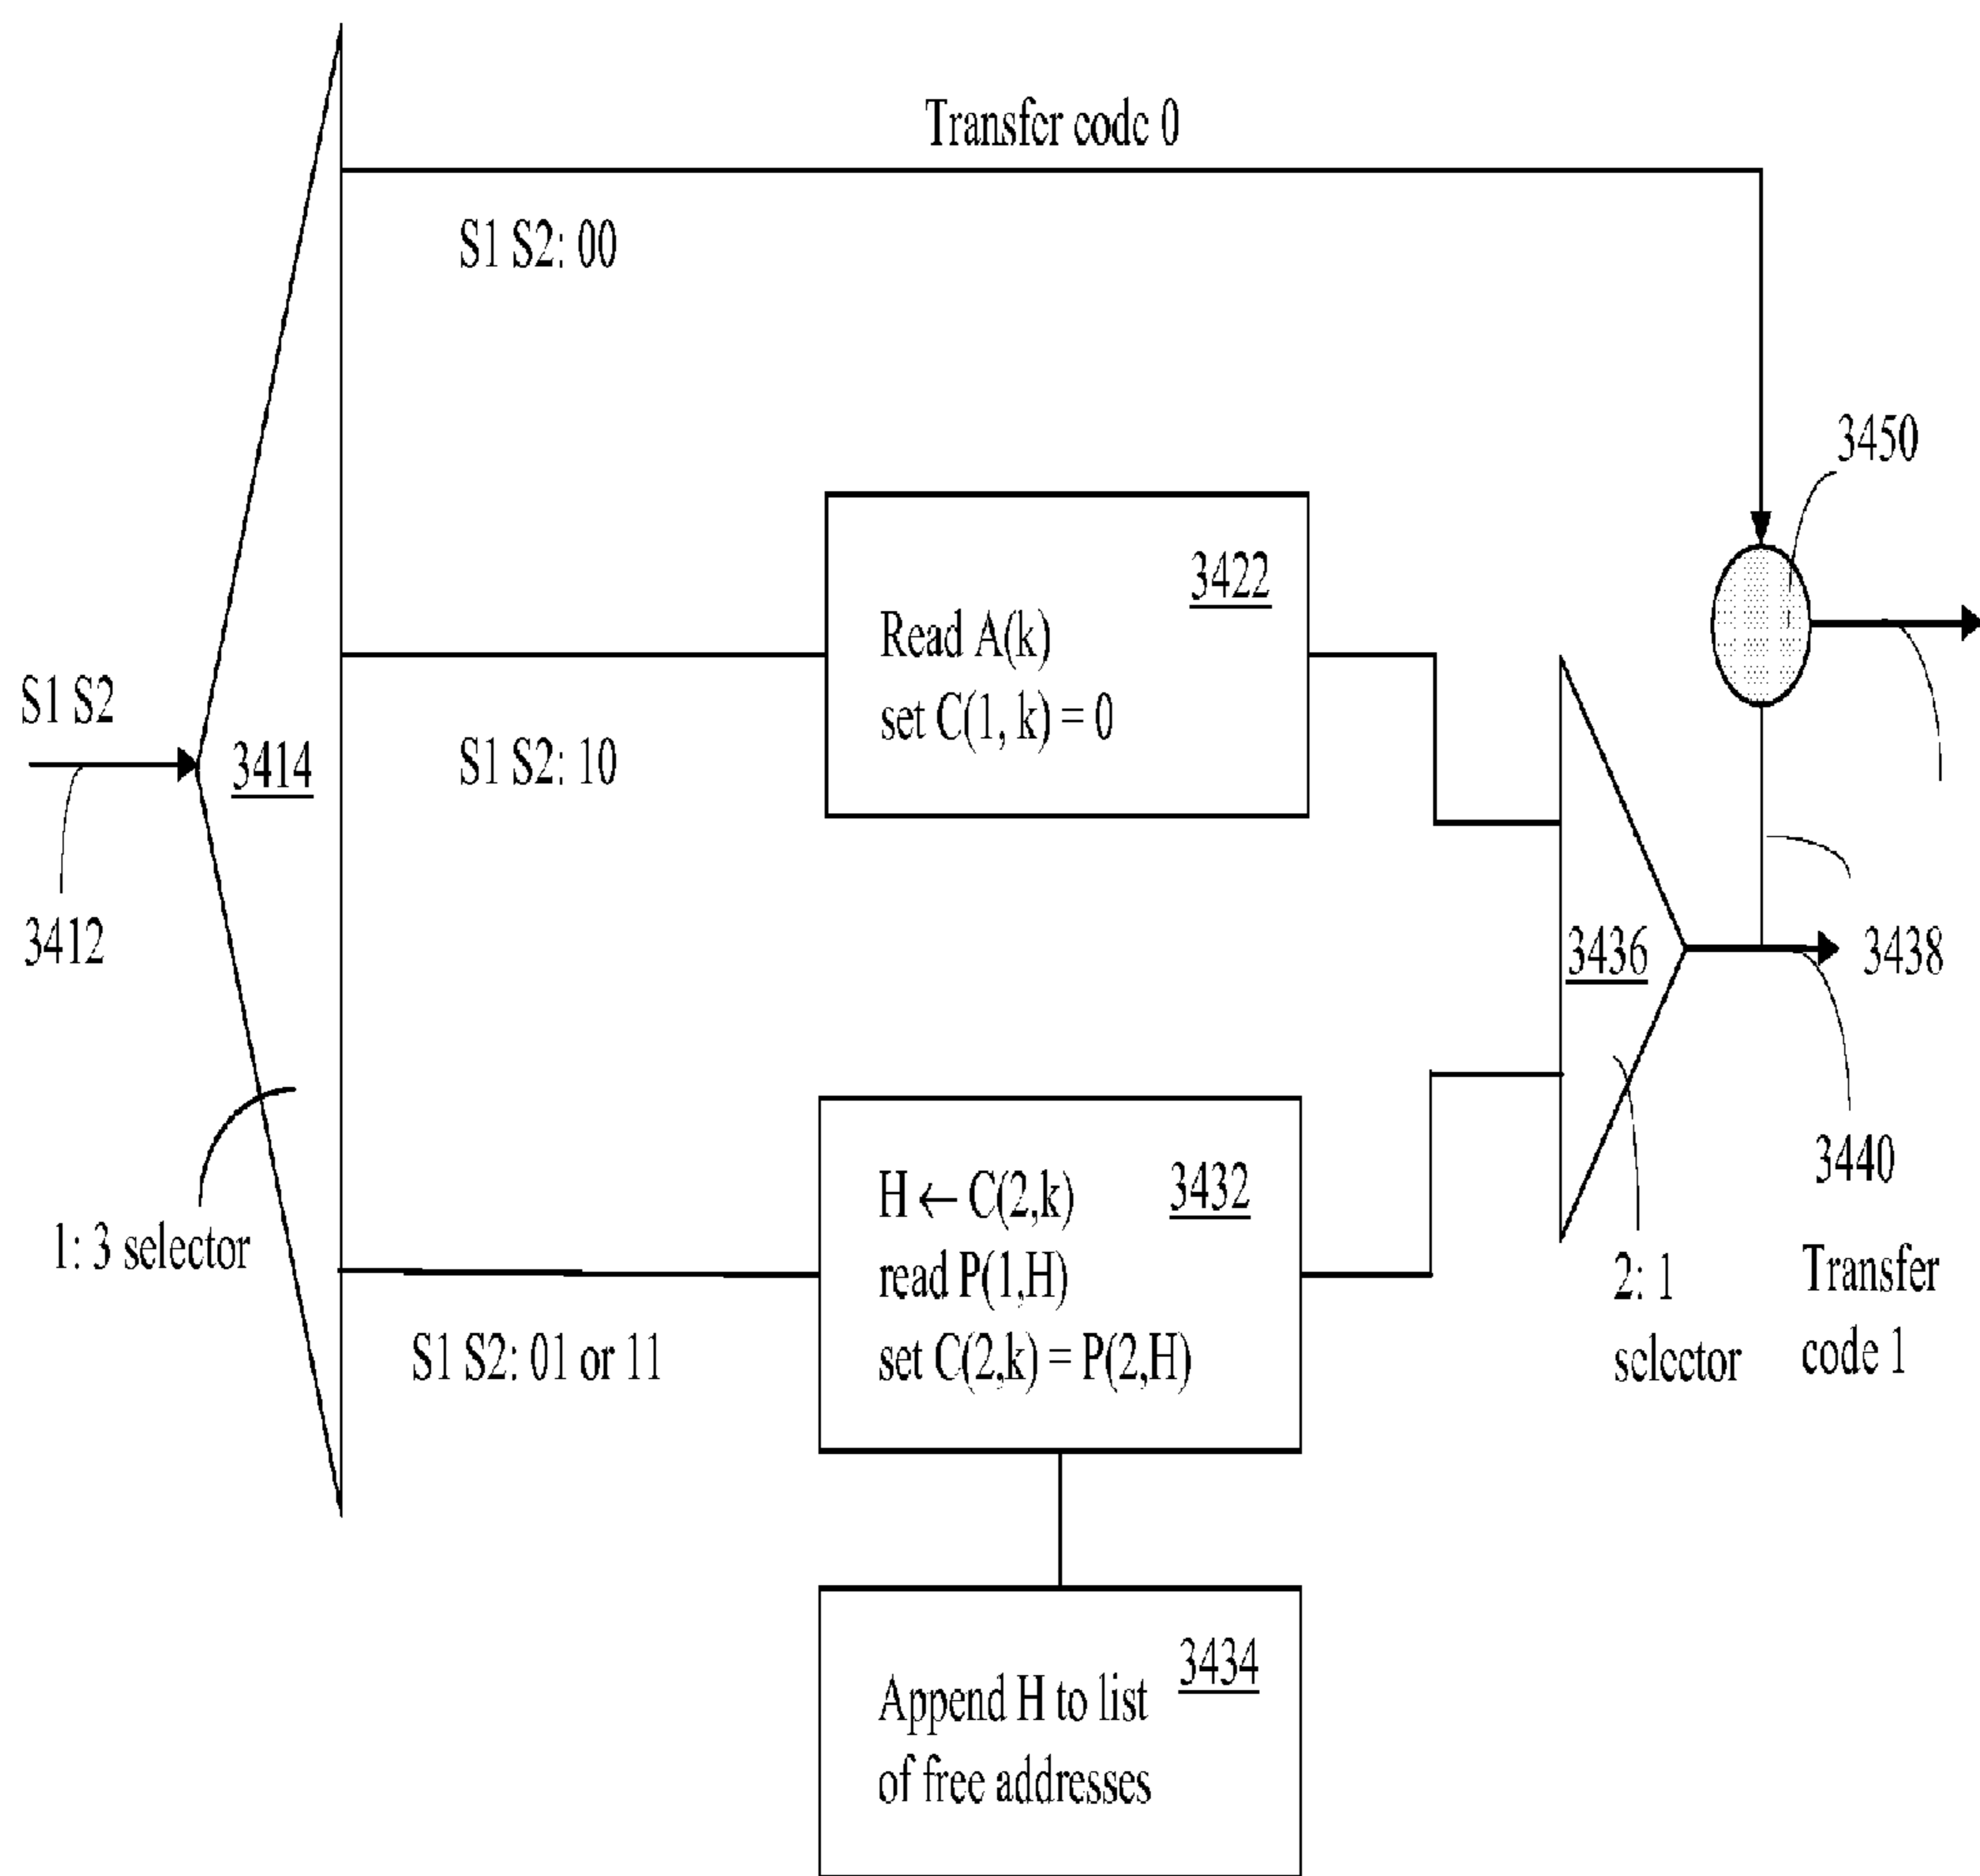 Transfer code 0
S1 S2: 00
3450
3422
Read A(k)
set C(1, k) = 0
S1 S2
3414
S1 S2: 10
3412
3436
3438
1: 3 selector
H ← C(2,k)
3432
read P(1,H)
set C(2,k) = P(2,H)
3440
2: 1
selector
Transfer
code 1
S1 S2: 01 or 11
3434
Append H to list
of free addresses